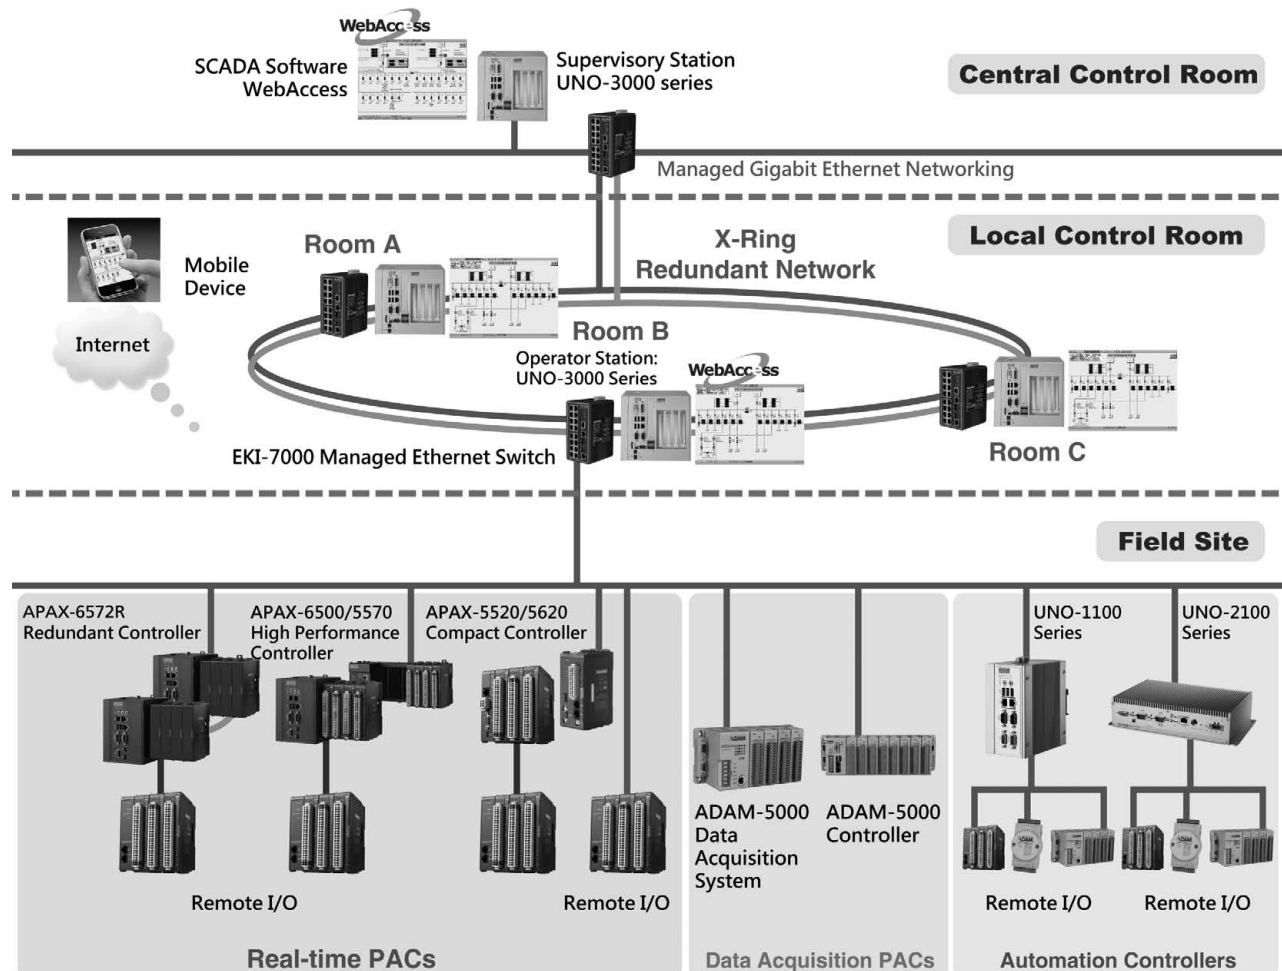 WebAccess
SCADA Software
WebAccess
Supervisory Station
UNO-3000 series
Central Control Room
Managed Gigabit Ethernet Networking
Local Control Room
Mobile
Device
Internet
Room A
X-Ring
Redundant Network
Room B
Operator Station:
UNO-3000 Series
WebAccess
EKI-7000 Managed Ethernet Switch
Room C
Field Site
APAX-6572R
Redundant Controller
APAX-6500/5570
High Performance
Controller
APAX-5520/5620
Compact Controller
UNO-1100
Series
UNO-2100
Series
ADAM-5000
Data
Acquisition
System
ADAM-5000
Controller
Remote I/O
Remote I/O
Remote I/O
Remote I/O
Real-time PACs
Data Acquisition PACs
Automation Controllers